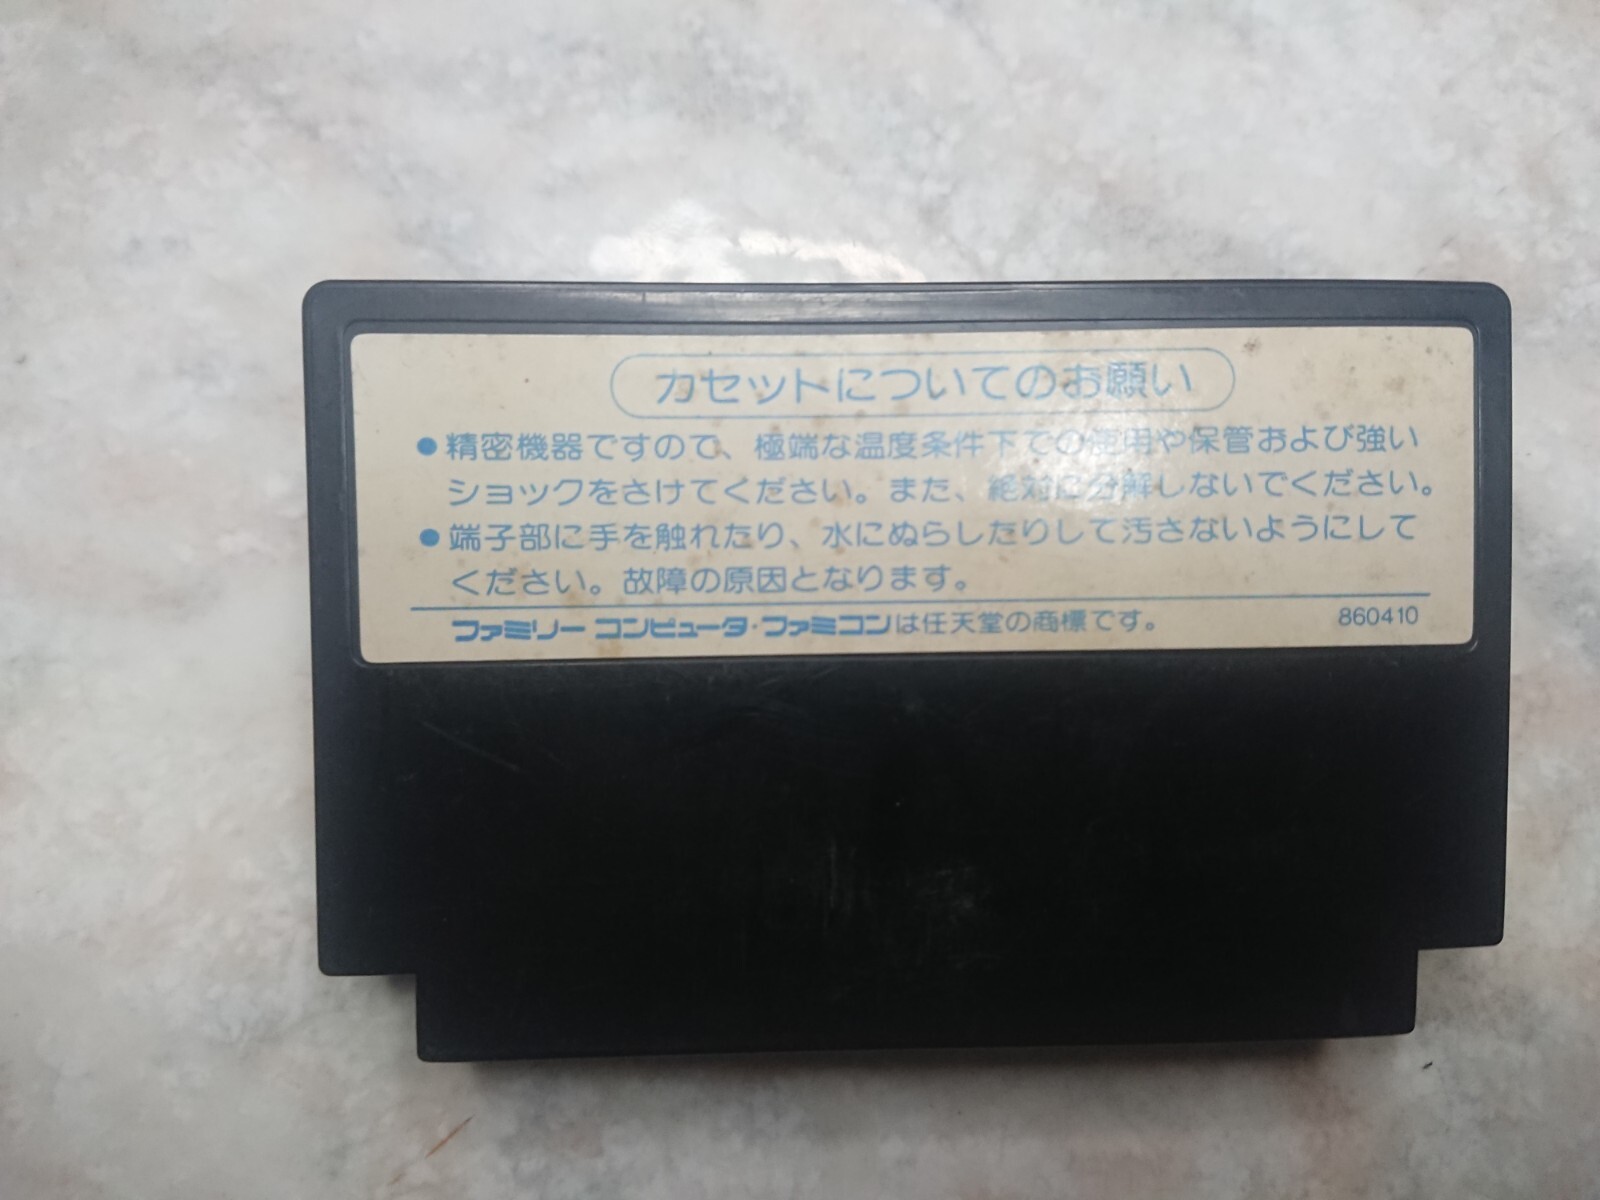 カセットについてのお願い
●精密機器ですので、極端な温度条件下での使用や保管および強い
ショックをさけてください。また、絶対に分解しないでください。
●端子部に手を触れたり、水にぬらしたりして汚さないようにして
ください。故障の原因となります。
ファミリーコンピュータ・ファミコンは任天堂の商標です。 860410